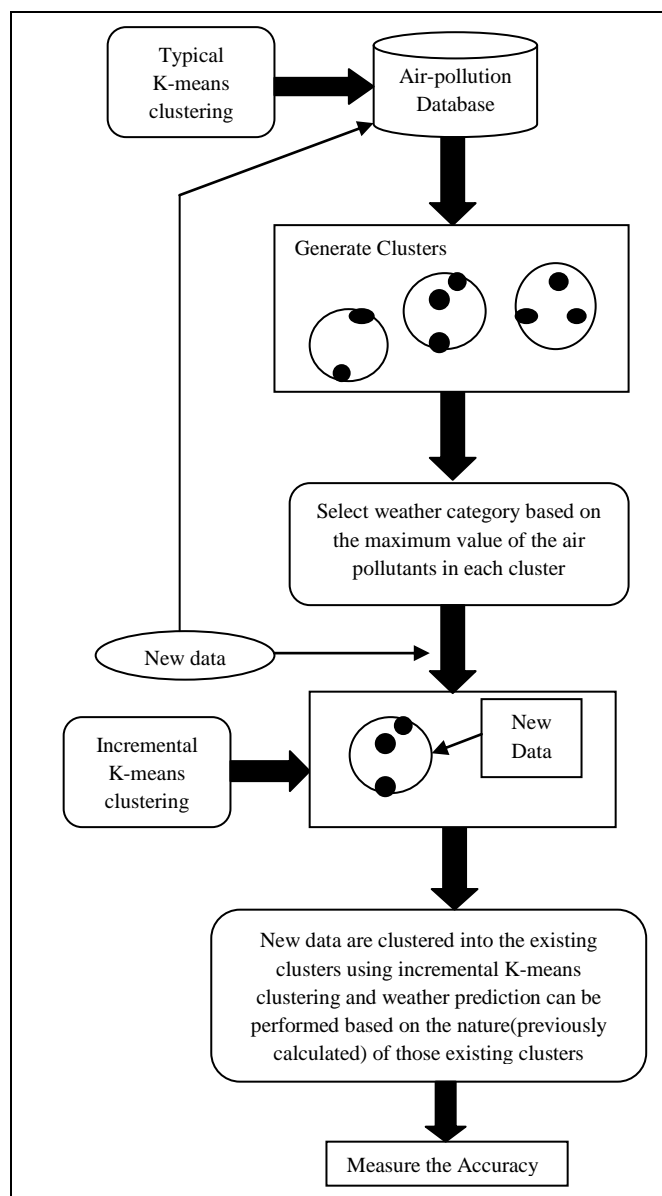 Typical
K-means
clustering
Air-pollution
Database
Generate Clusters
Select weather category based on
the maximum value of the air
pollutants in each cluster
New data
New
Data
Incremental
K-means
clustering
New data are clustered into the existing
clusters using incremental K-means
clustering and weather prediction can be
performed based on the nature(previously
calculated) of those existing clusters
Measure the Accuracy